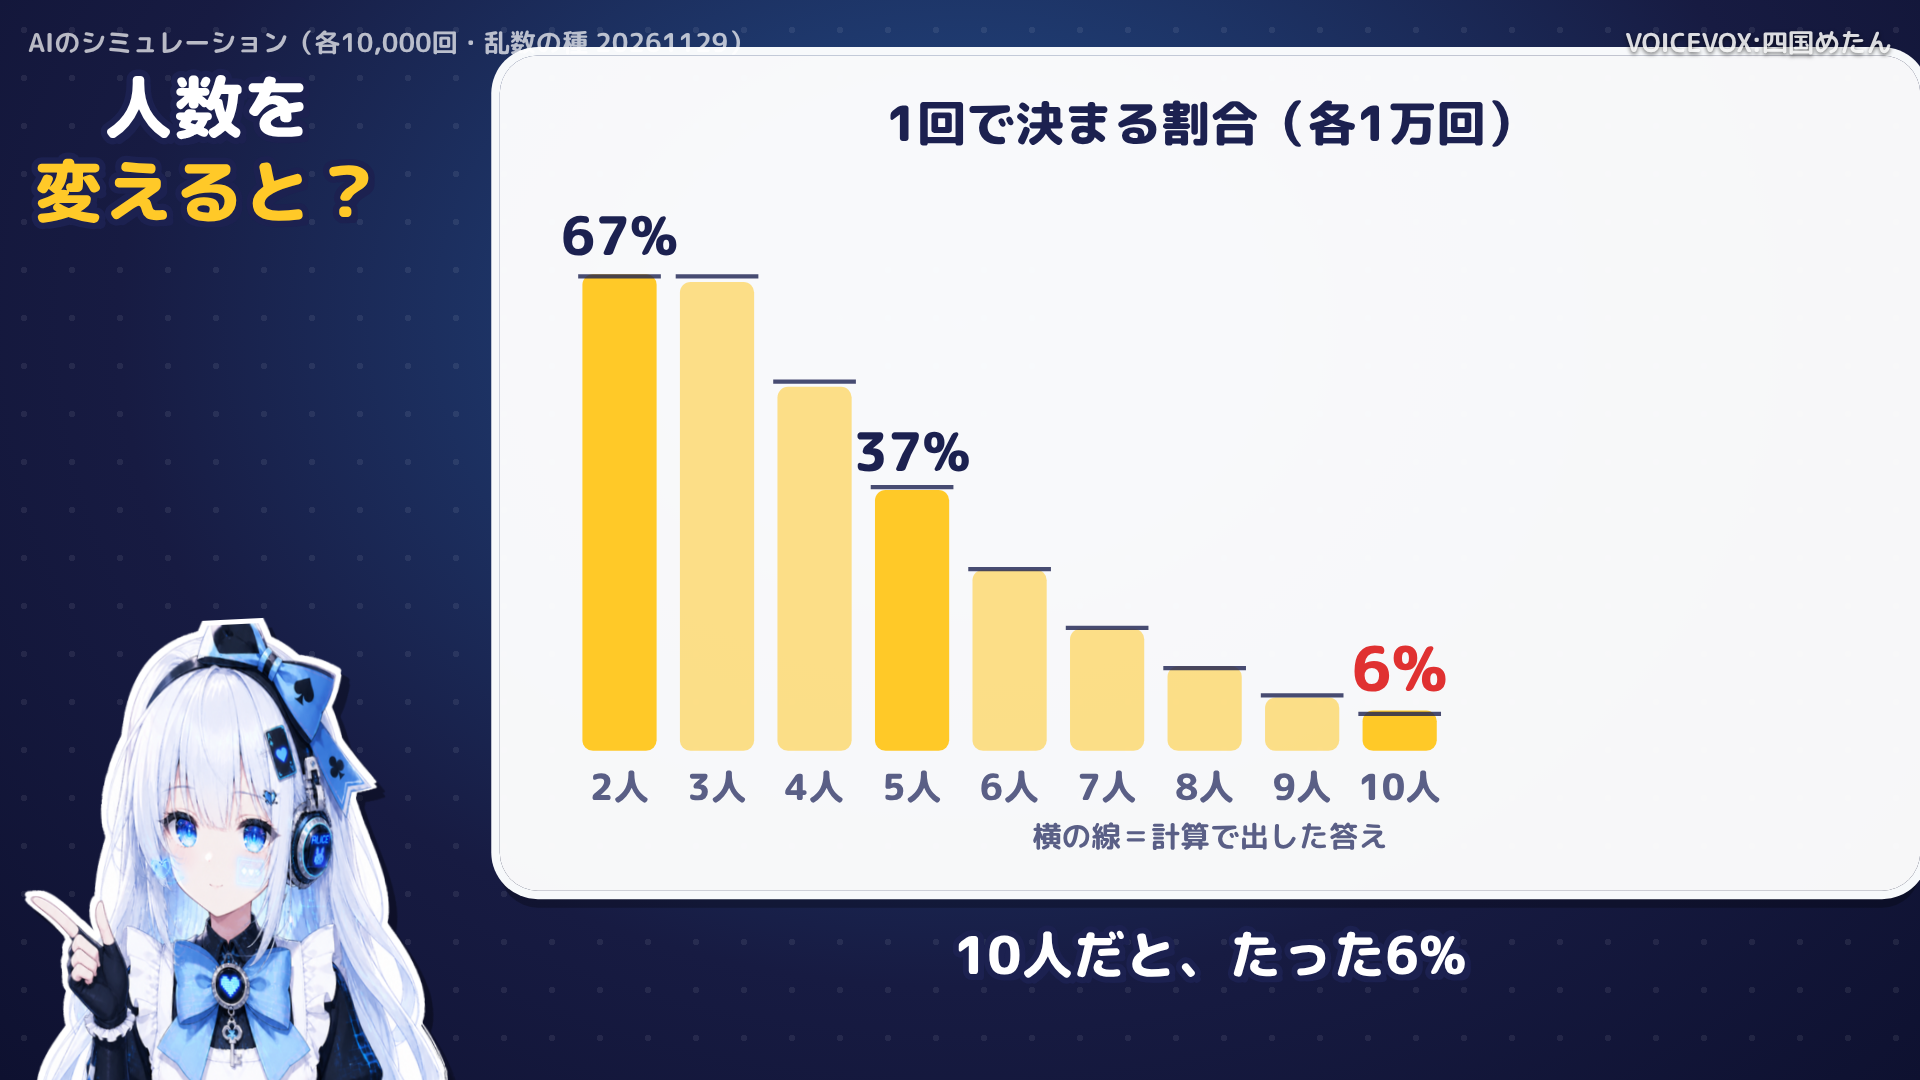 AIのシミュレーション（各10,000回・乱数の種 20261129）
VOICEVOX:四国めたん
人数を
変えると？
1回で決まる割合（各1万回）
67%
37%
6%
2人 3人 4人 5人 6人 7人 8人 9人 10人
横の線＝計算で出した答え
10人だと、たった6%
ALICE